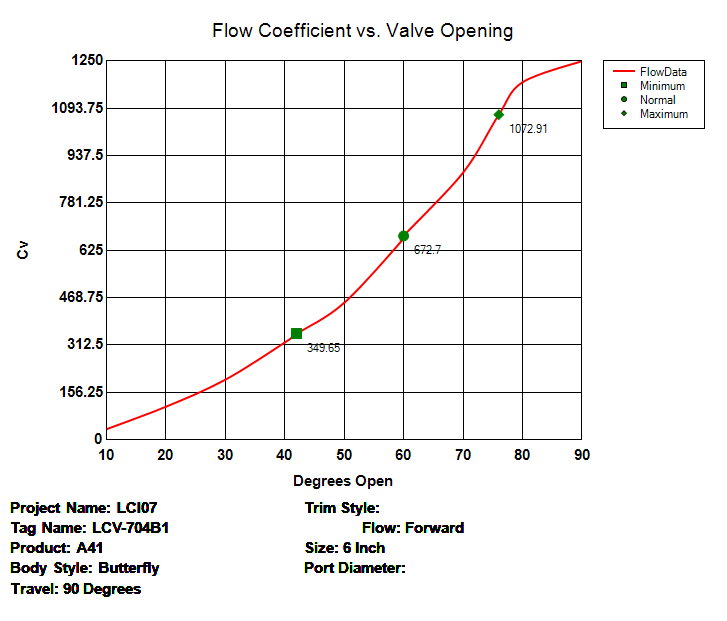 Flow Coefficient vs. Valve Opening
1250
1093.75
937.5
781.25
625
468.75
312.5
156.25
0
Cv
10 20 30 40 50 60 70 80 90
Degrees Open
349.65
672.7
1072.91
FlowData
Minimum
Normal
Maximum
Project Name: LCI07
Tag Name: LCV-704B1
Product: A41
Body Style: Butterfly
Travel: 90 Degrees
Trim Style:
Flow: Forward
Size: 6 Inch
Port Diameter: